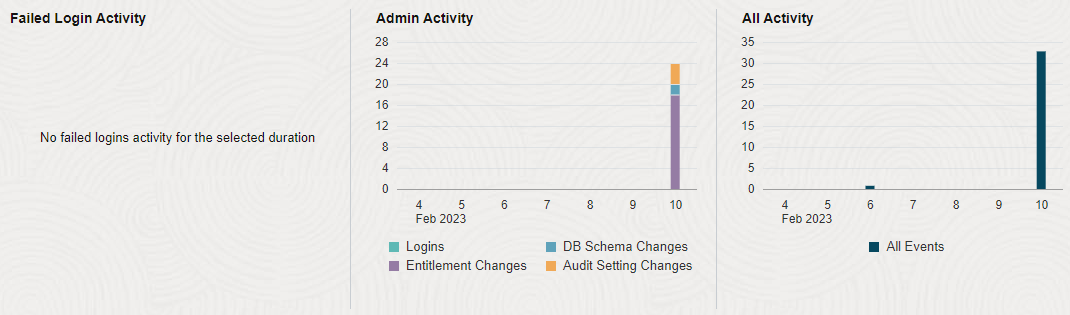 Failed Login Activity
No failed logins activity for the selected duration
Admin Activity
28
24
20
16
12
8
4
0
4 5 6 7 8 9 10
Feb 2023
Logins
DB Schema Changes
Entitlement Changes
Audit Setting Changes
All Activity
35
30
25
20
15
10
5
0
4 5 6 7 8 9 10
Feb 2023
All Events